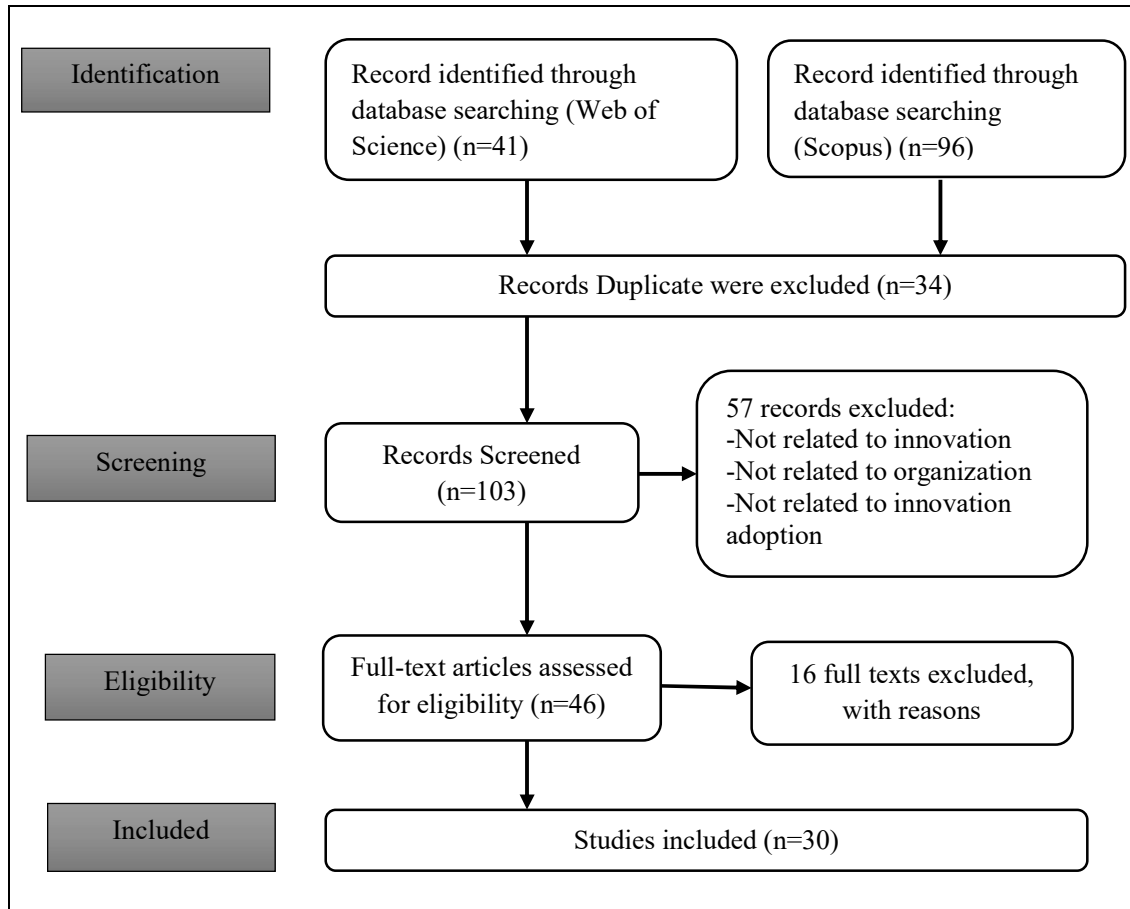 Identification
Record identified through
database searching (Web of
Science) (n=41)
Record identified through
database searching
(Scopus) (n=96)
Records Duplicate were excluded (n=34)
Screening
Records Screened
(n=103)
57 records excluded:
-Not related to innovation
-Not related to organization
-Not related to innovation
adoption
Eligibility
Full-text articles assessed
for eligibility (n=46)
16 full texts excluded,
with reasons
Included
Studies included (n=30)